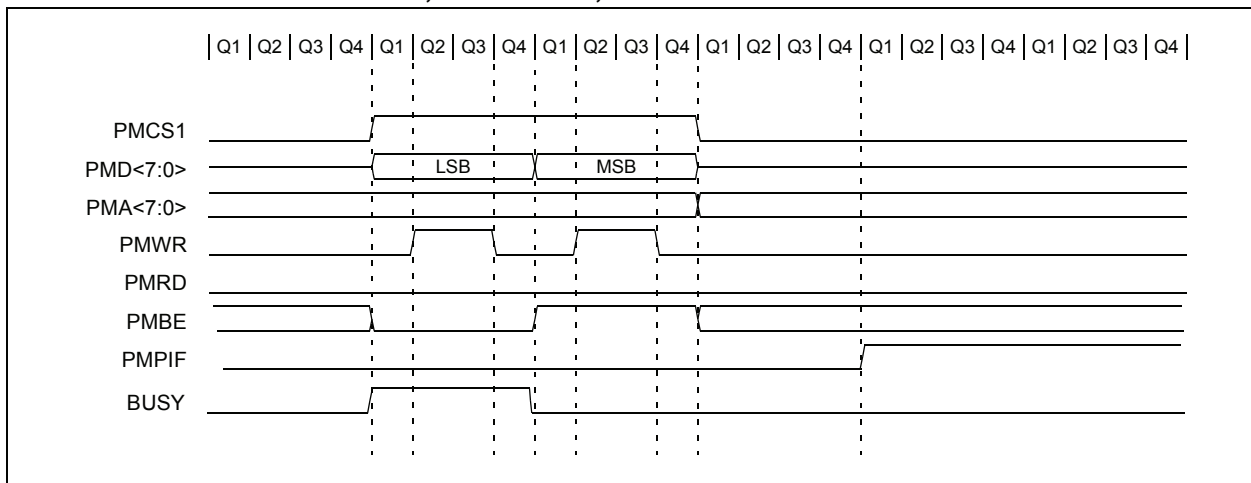 Q1 Q2 Q3 Q4 Q1 Q2 Q3 Q4 Q1 Q2 Q3 Q4 Q1 Q2 Q3 Q4 Q1 Q2 Q3 Q4 Q1 Q2 Q3 Q4
PMCS1
PMD<7:0> LSB MSB
PMA<7:0>
PMWR
PMRD
PMBE
PMPIF
BUSY